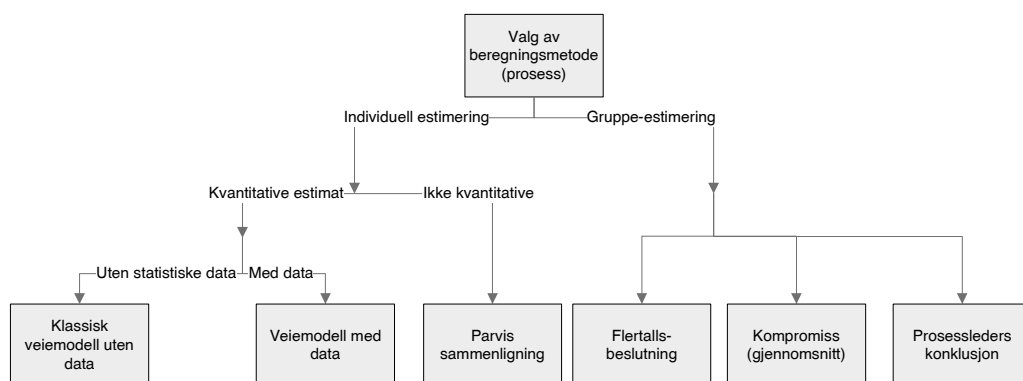 Valg av
beregningsmetode
(prosess)
Individuell estimering
Gruppe-estimering
Kvantitative estimat
Ikke kvantitative
Uten statistiske data
Med data
Klassisk
veiemodell uten
data
Veiemodell med
data
Parvis
sammenligning
Flertalls-
beslutning
Kompromiss
(gjennomsnitt)
Prosessleders
konklusjon